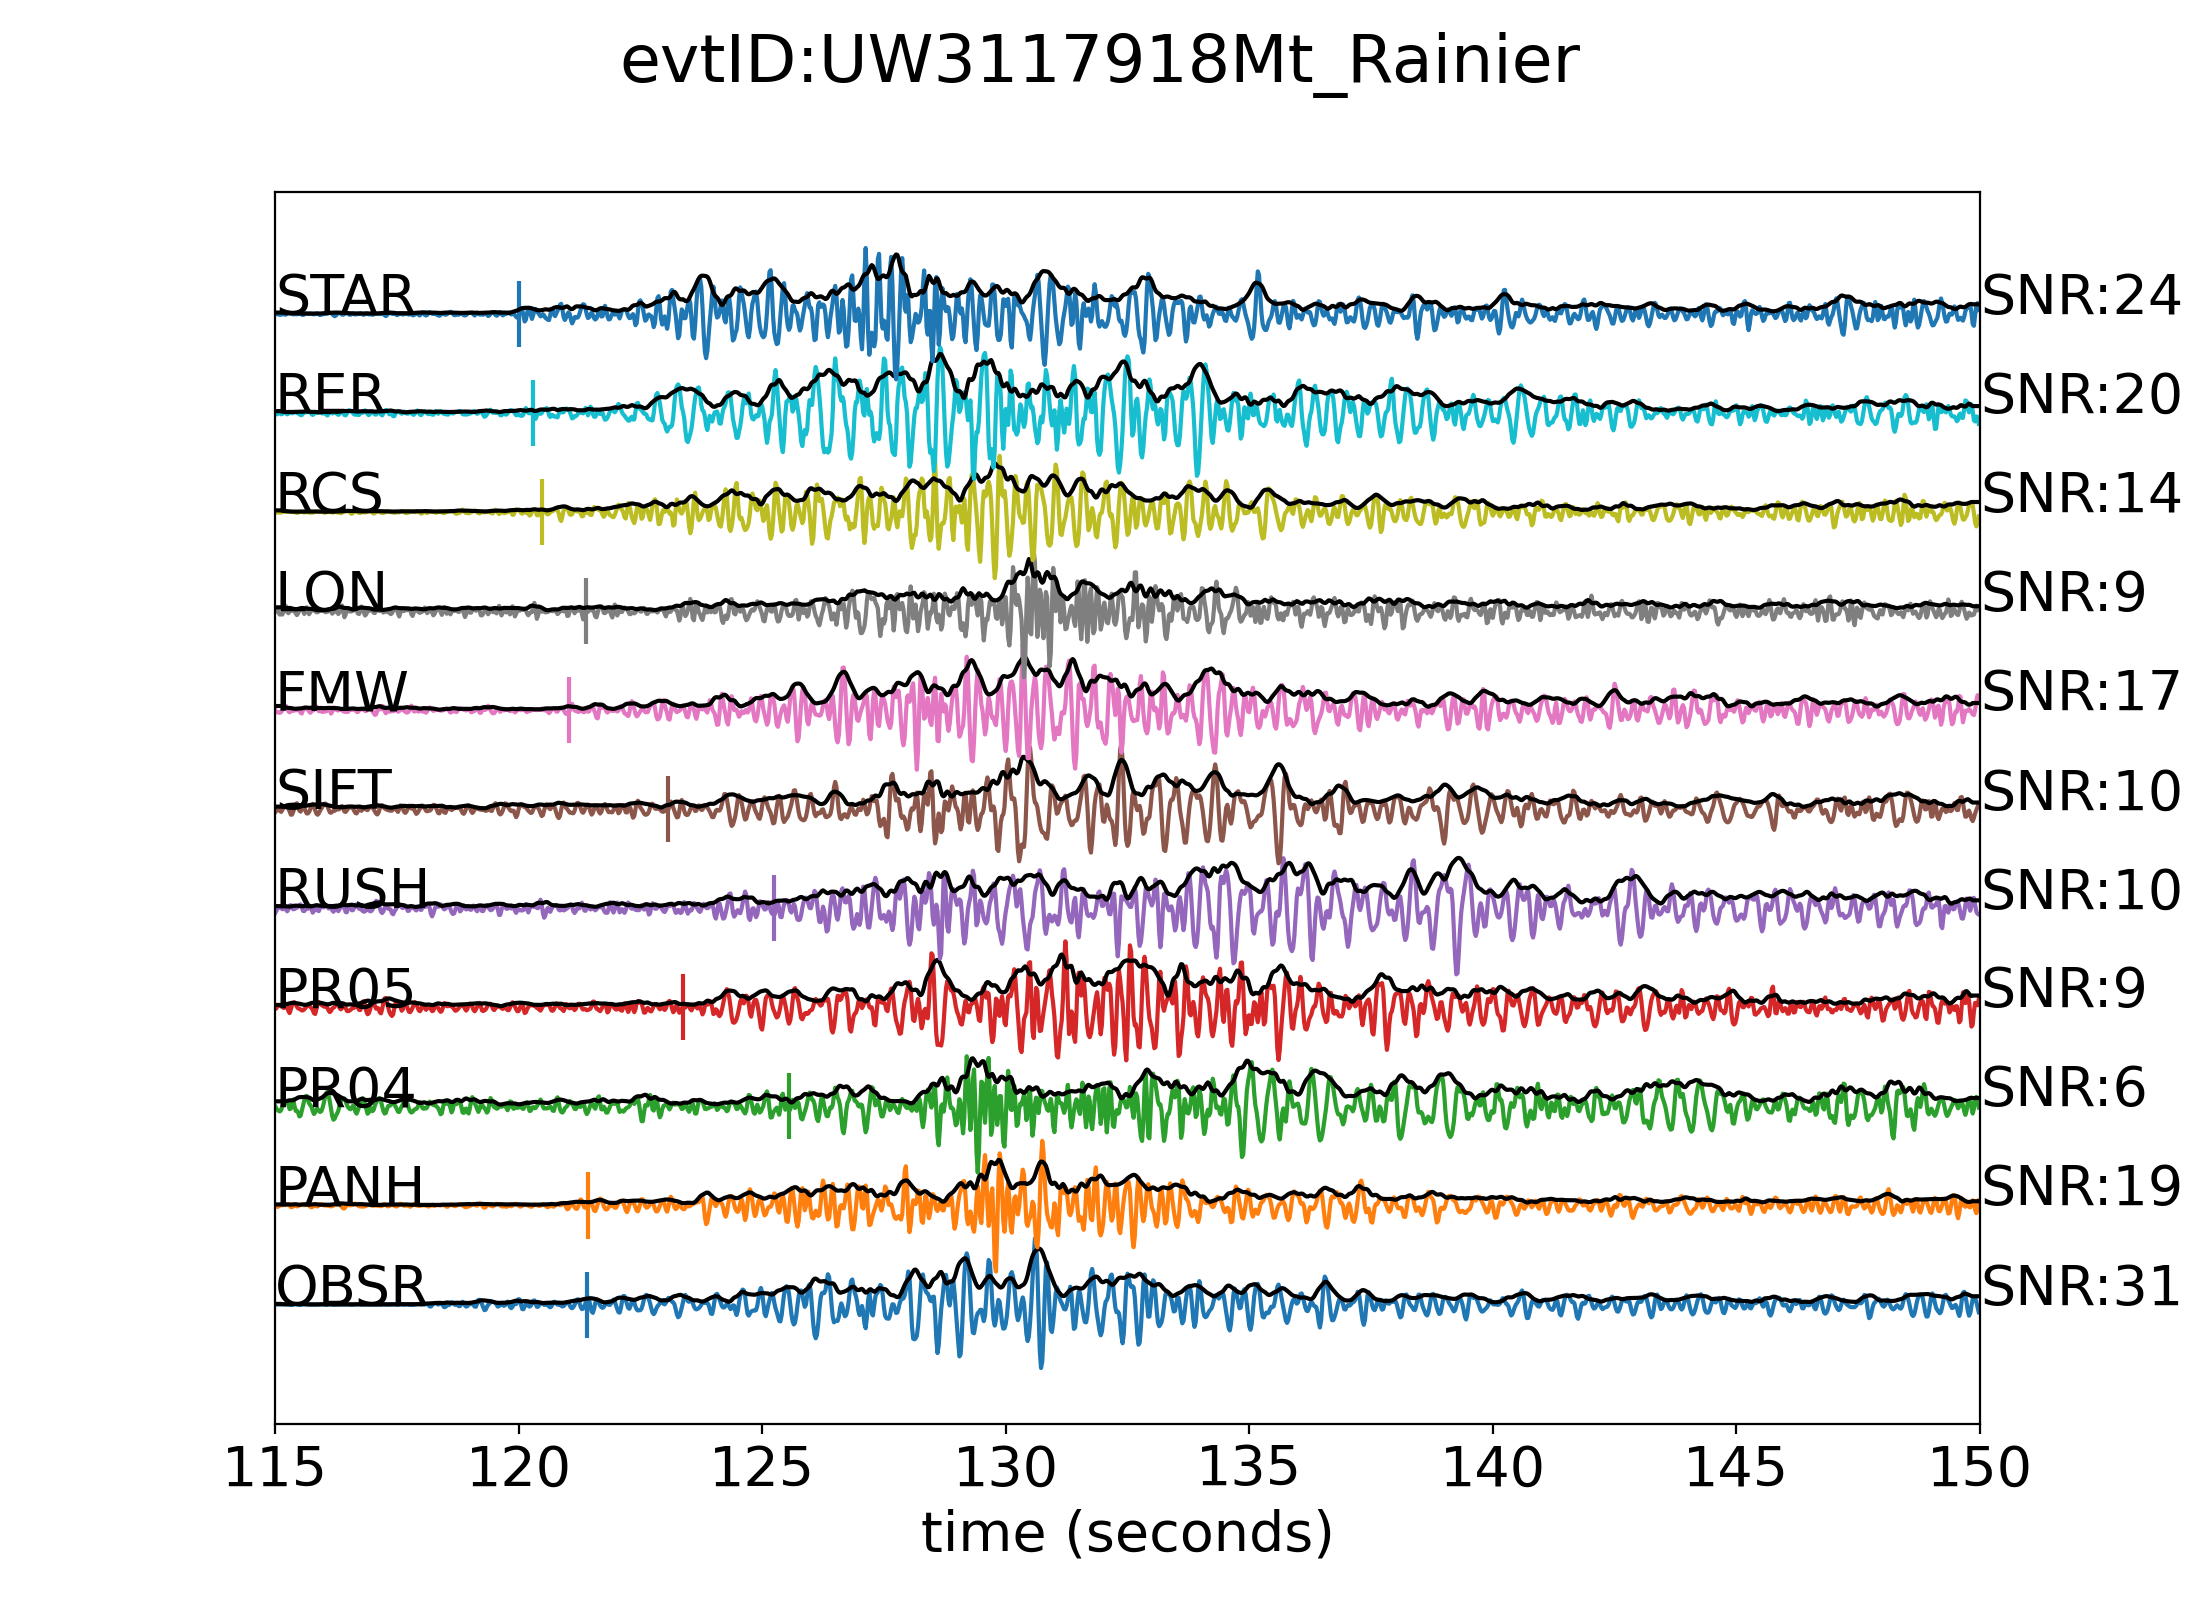 evtID:UW3117918Mt_Rainier
STAR SNR:24
RER SNR:20
RCS SNR:14
LON SNR:9
FMW SNR:17
SIFT SNR:10
RUSH SNR:10
PR05 SNR:9
PR04 SNR:6
PANH SNR:19
OBSR SNR:31
115 120 125 130 135 140 145 150
time (seconds)